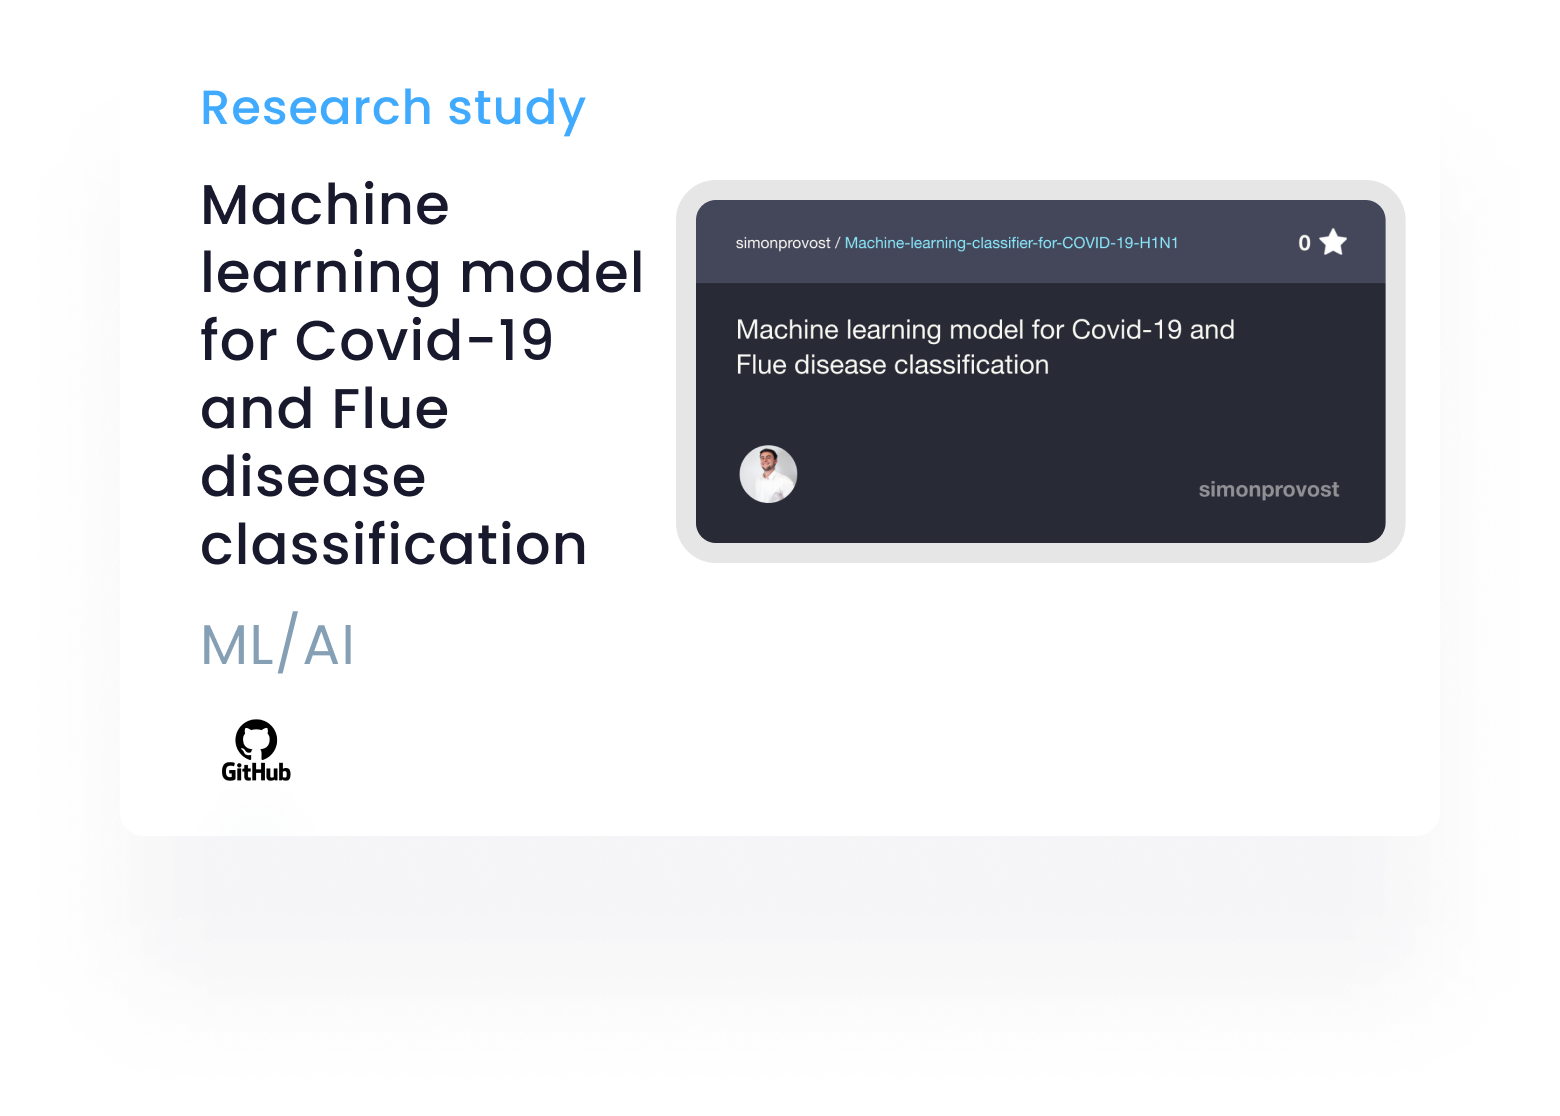 Research study
Machine
learning model
for Covid-19
and Flue
disease
classification
ML/AI
GitHub
simonprovost / Machine-learning-classifier-for-COVID-19-H1N1
0
Machine learning model for Covid-19 and
Flue disease classification
simonprovost